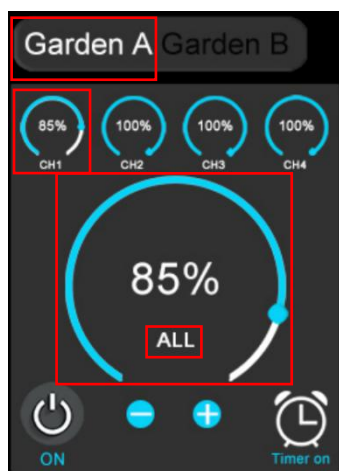 Garden A Garden B
85% 100% 100% 100%
CH1 CH2 CH3 CH4
85%
ALL
ON Timer on